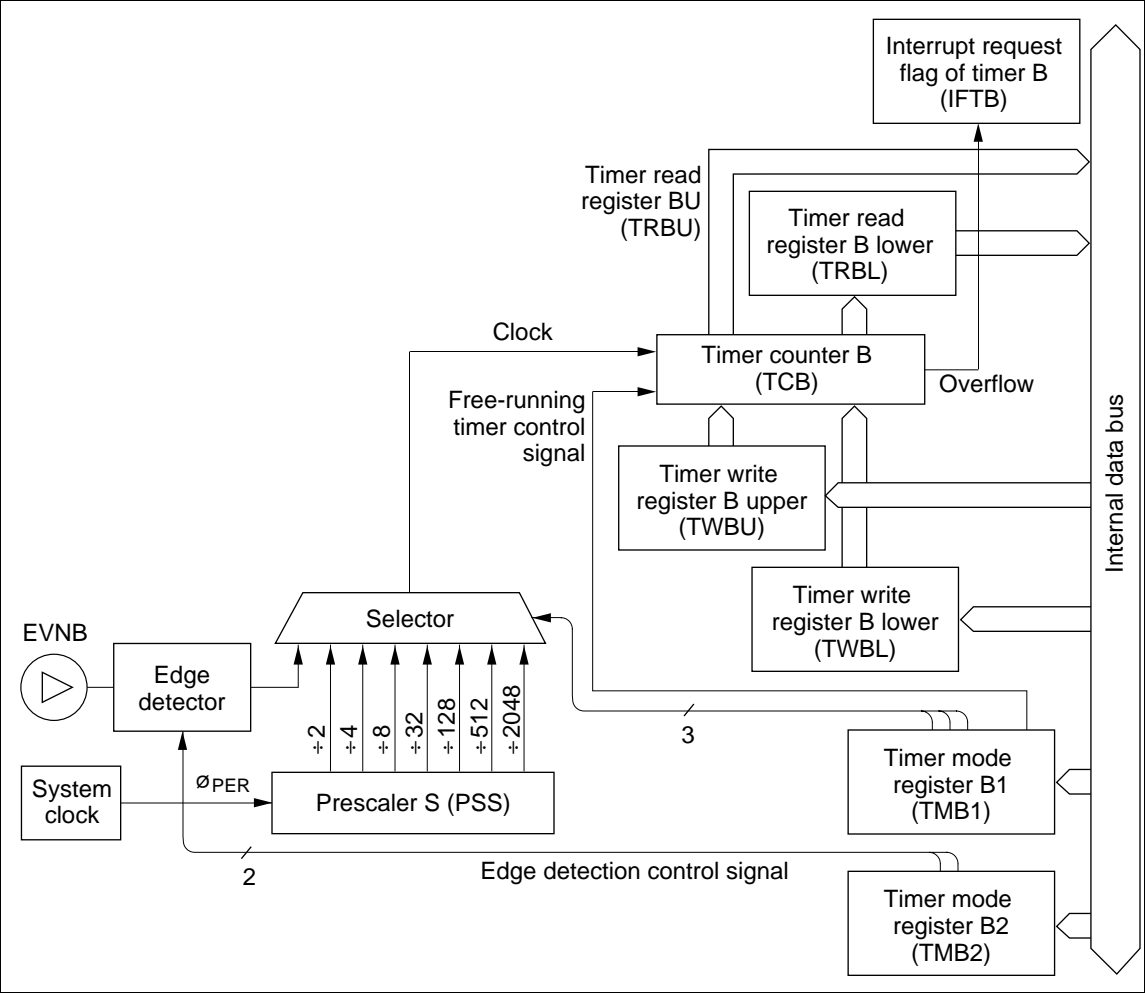 Interrupt request
flag of timer B
(IFTB)
Timer read
register BU
(TRBU)
Timer read
register B lower
(TRBL)
Clock
Timer counter B
(TCB)
Overflow
Free-running
timer control
signal
Timer write
register B upper
(TWBU)
Internal data bus
Timer write
register B lower
(TWBL)
Selector
EVNB
Edge
detector
÷2
÷4
÷8
÷32
÷128
÷512
÷2048
3
System
clock
øPER
Prescaler S (PSS)
Timer mode
register B1
(TMB1)
2
Edge detection control signal
Timer mode
register B2
(TMB2)